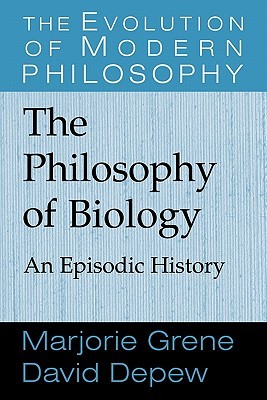 THE EVOLUTION
OF MODERN
PHILOSOPHY
The
Philosophy
of Biology
An Episodic History
Marjorie Grene
David Depew